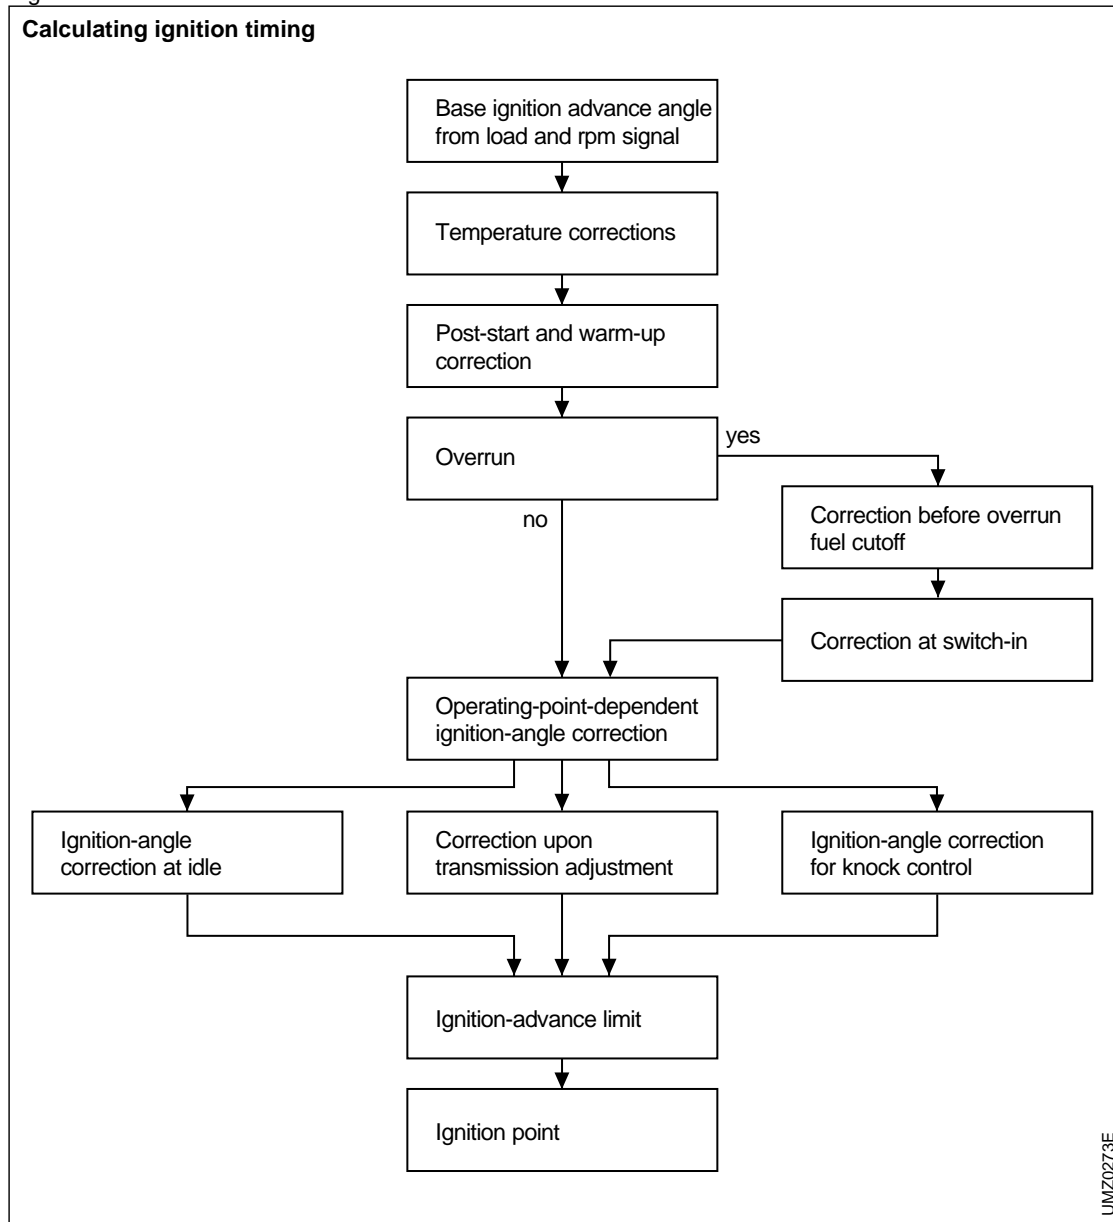 Calculating ignition timing
Base ignition advance angle
from load and rpm signal
Temperature corrections
Post-start and warm-up
correction
Overrun
yes
no
Correction before overrun
fuel cutoff
Correction at switch-in
Operating-point-dependent
ignition-angle correction
Ignition-angle
correction at idle
Correction upon
transmission adjustment
Ignition-angle correction
for knock control
Ignition-advance limit
Ignition point
UMZ0273E